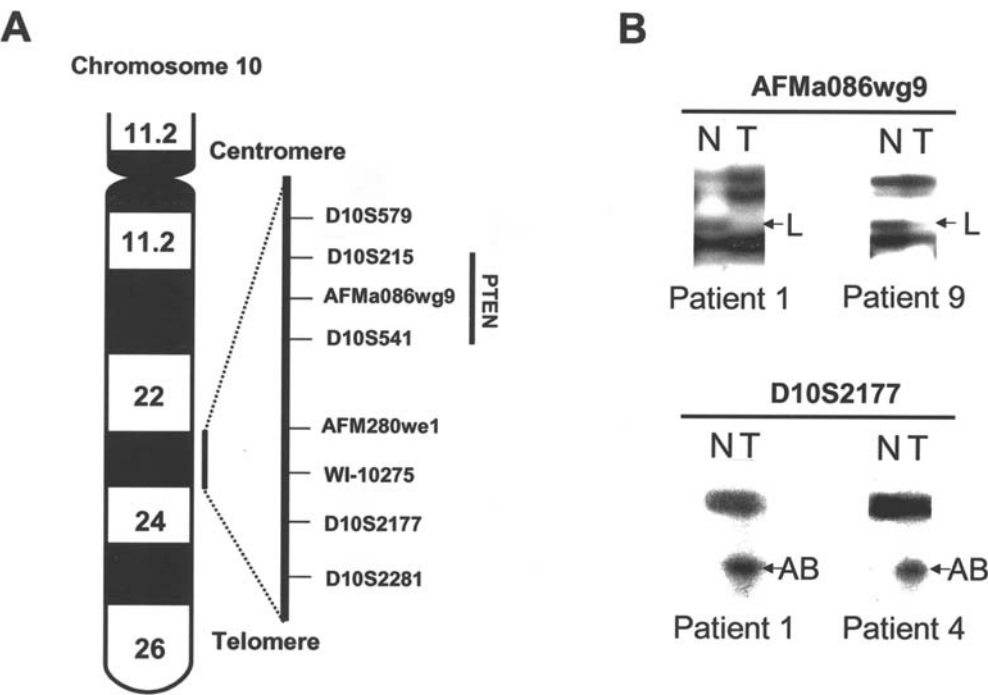 A
Chromosome 10
11.2
11.2
22
24
26
Centromere
D10S579
D10S215
AFMa086wg9
D10S541
PTEN
AFM280we1
WI-10275
D10S2177
D10S2281
Telomere
B
AFMa086wg9
N T
L
Patient 1
N T
L
Patient 9
D10S2177
N T
AB
Patient 1
N T
AB
Patient 4